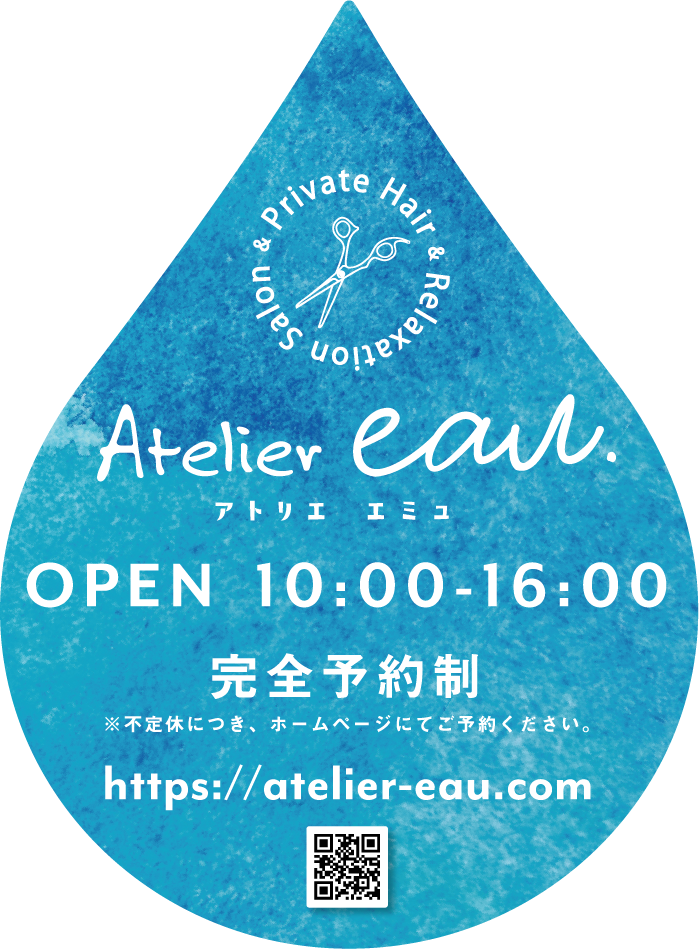 Private Hair & Relaxation Salon &
Atelier eau.
アトリエ エミュ
OPEN 10:00-16:00
完全予約制
※不定休につき、ホームページにてご予約ください。
https://atelier-eau.com